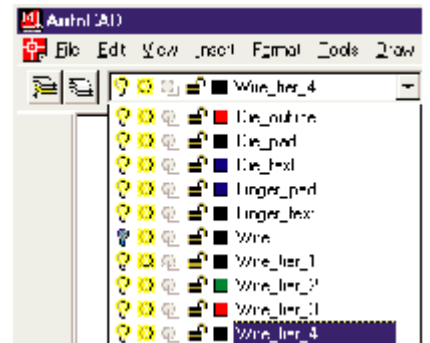 AutoCAD
File Edit View Insert Format Tools Draw
Wire_tier_4
Die_outline
Die_pad
Die_text
Finger_pad
Finger_text
Wire
Wire_tier_1
Wire_tier_2
Wire_tier_3
Wire_tier_4